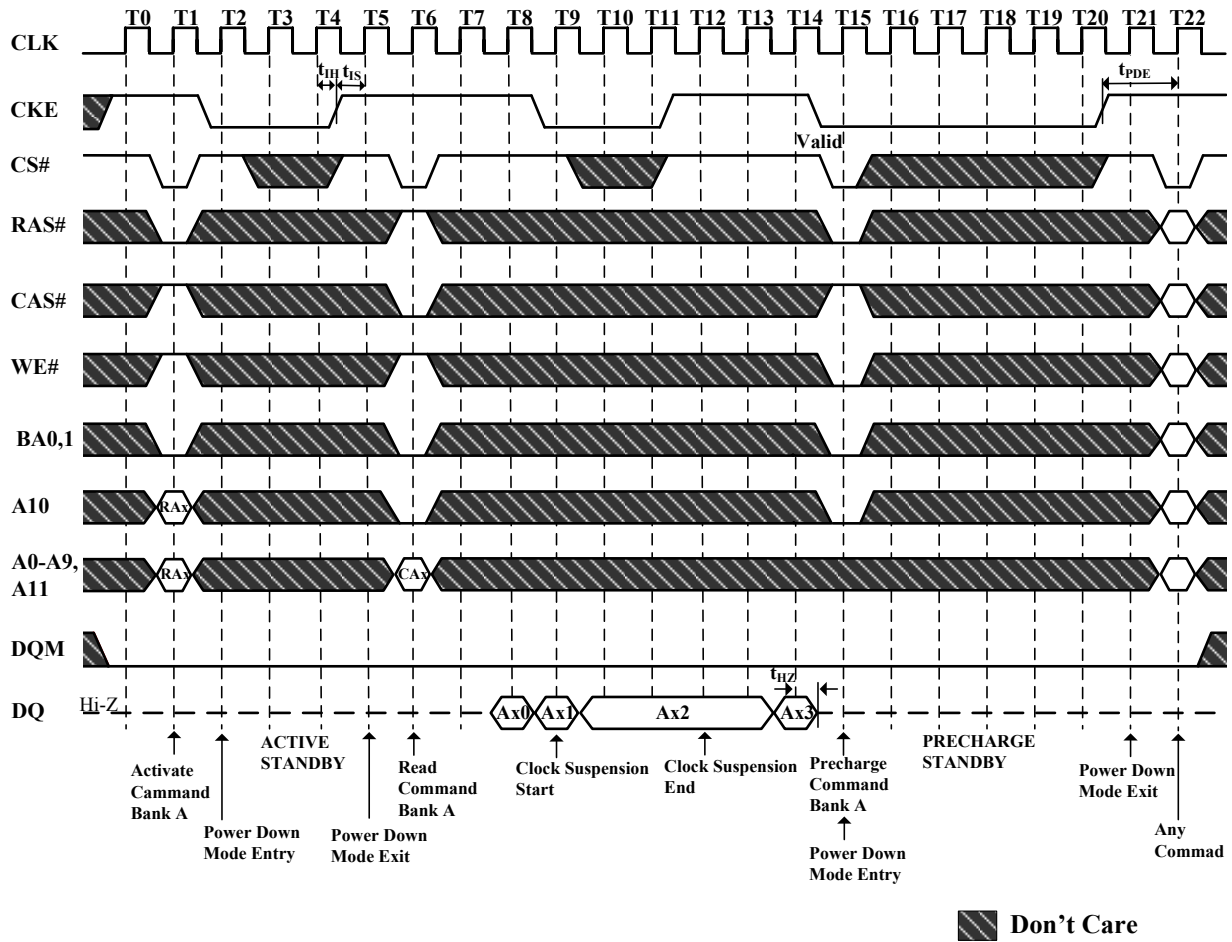 T0 T1 T2 T3 T4 T5 T6 T7 T8 T9 T10 T11 T12 T13 T14 T15 T16 T17 T18 T19 T20 T21 T22
CLK
tIH tIS
tPDE
CKE
Valid
CS#
RAS#
CAS#
WE#
BA0,1
A10
RAx
A0-A9,
A11
RAx
CAx
DQM
tHZ
DQ
Hi-Z
Ax0 Ax1 Ax2 Ax3
Activate
Cammand
Bank A
Power Down
Mode Entry
ACTIVE
STANDBY
Power Down
Mode Exit
Read
Command
Bank A
Clock Suspension
Start
Clock Suspension
End
Precharge
Command
Bank A
Power Down
Mode Entry
PRECHARGE
STANDBY
Power Down
Mode Exit
Any
Commad
Don't Care